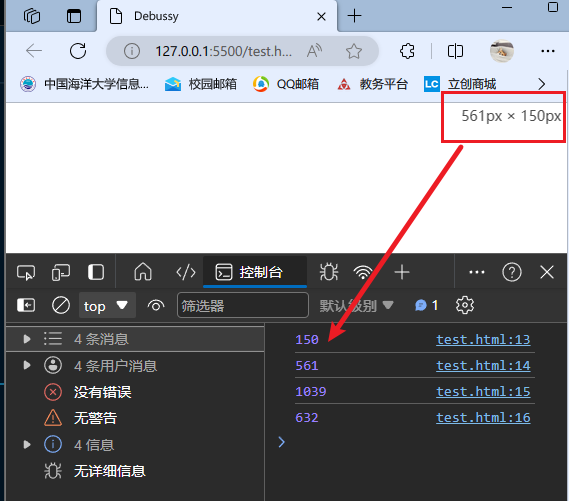 Debussy
127.0.0.1:5500/test.h...
中国海洋大学信息... 校园邮箱 QQ邮箱 教务平台 LC 立创商城
561px × 150px
控制台
top 筛选器 默认级别 1
4 条消息
4 条用户消息
没有错误
无警告
4 信息
无详细信息
150 test.html:13
561 test.html:14
1039 test.html:15
632 test.html:16